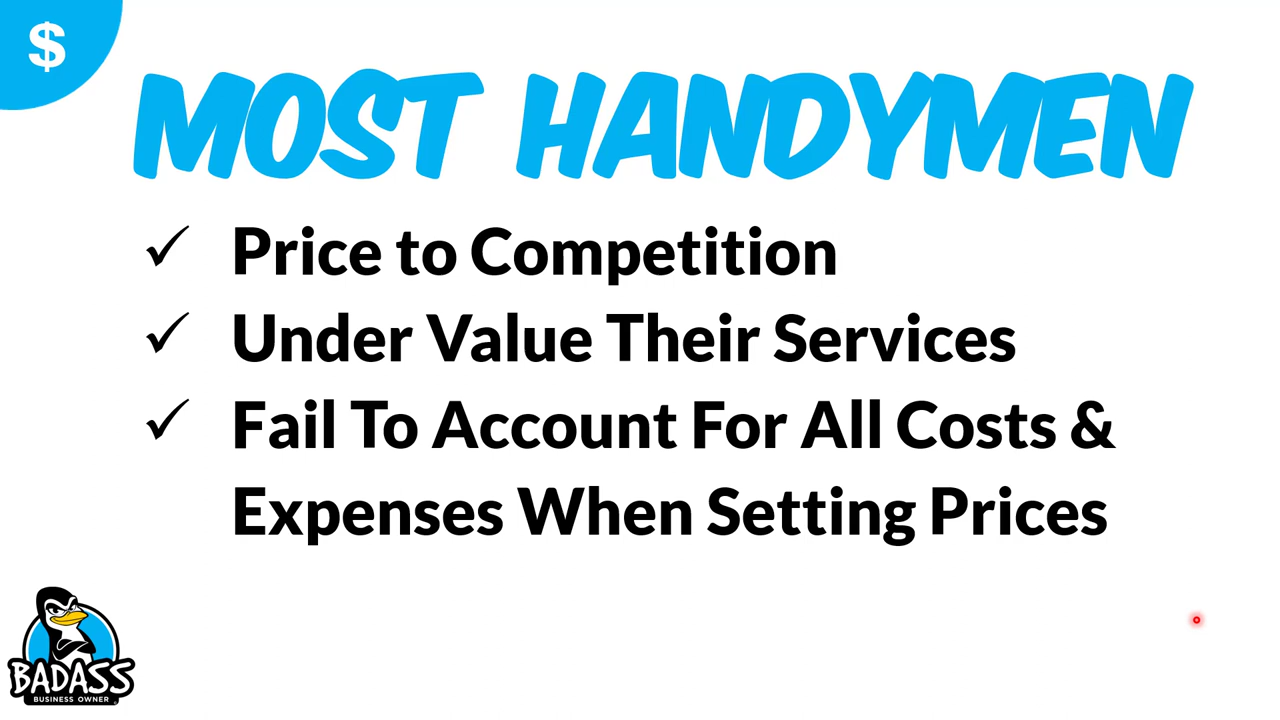 $
MOST HANDYMEN
✓ Price to Competition
✓ Under Value Their Services
✓ Fail To Account For All Costs &
Expenses When Setting Prices
BADASS
BUSINESS OWNER